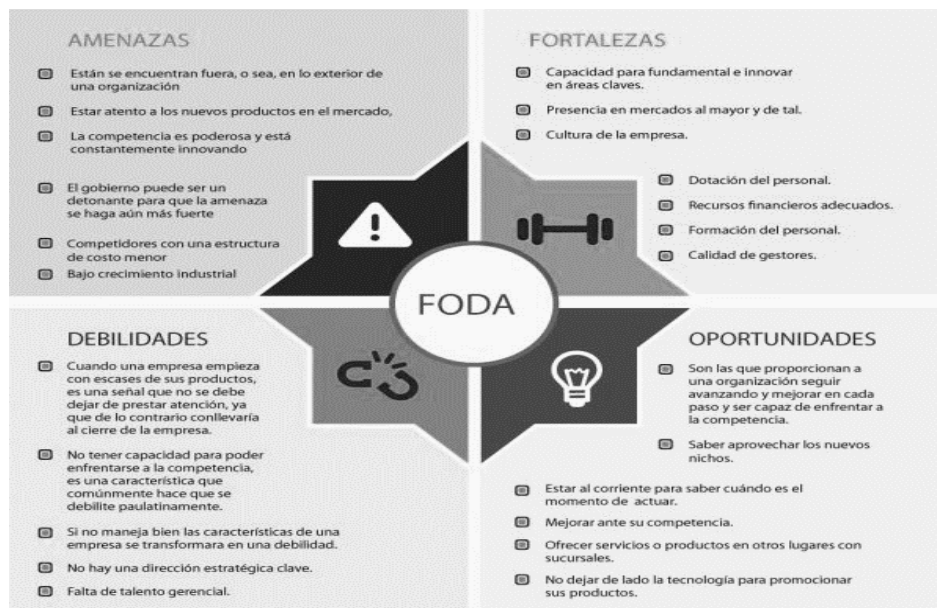 AMENAZAS
Están se encuentran fuera, o sea, en lo exterior de
una organización
Estar atento a los nuevos productos en el mercado,
La competencia es poderosa y está
constantemente innovando
El gobierno puede ser un
detonante para que la amenaza
se haga aún más fuerte
Competidores con una estructura
de costo menor
Bajo crecimiento industrial
FORTALEZAS
Capacidad para fundamental e innovar
en áreas claves.
Presencia en mercados al mayor y de tal.
Cultura de la empresa.
Dotación del personal.
Recursos financieros adecuados.
Formación del personal.
Calidad de gestores.
FODA
DEBILIDADES
Cuando una empresa empieza
con escases de sus productos,
es una señal que no se debe
dejar de prestar atención, ya
que de lo contrario conllevaría
al cierre de la empresa.
No tener capacidad para poder
enfrentarse a la competencia,
es una característica que
comúnmente hace que se
debilite paulatinamente.
Si no maneja bien las características de una
empresa se transformara en una debilidad.
No hay una dirección estratégica clave.
Falta de talento gerencial.
OPORTUNIDADES
Son las que proporcionan a
una organización seguir
avanzando y mejorar en cada
paso y ser capaz de enfrentar a
la competencia.
Saber aprovechar los nuevos
nichos.
Estar al corriente para saber cuándo es el
momento de actuar.
Mejorar ante su competencia.
Ofrecer servicios o productos en otros lugares con
sucursales.
No dejar de lado la tecnología para promocionar
sus productos.